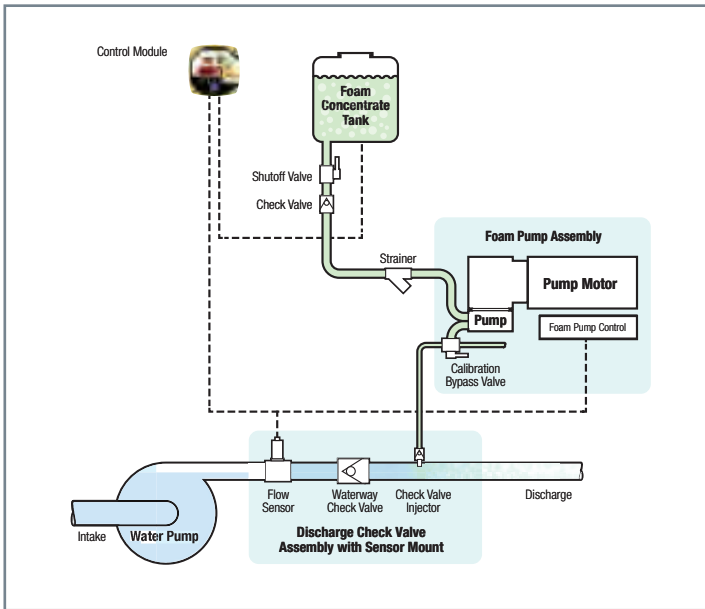 Control Module
Foam
Concentrate
Tank
Shutoff Valve
Check Valve
Strainer
Foam Pump Assembly
Pump Motor
Pump
Foam Pump Control
Calibration
Bypass Valve
Flow
Sensor
Waterway
Check Valve
Check Valve
Injector
Discharge
Intake
Water Pump
Discharge Check Valve
Assembly with Sensor Mount